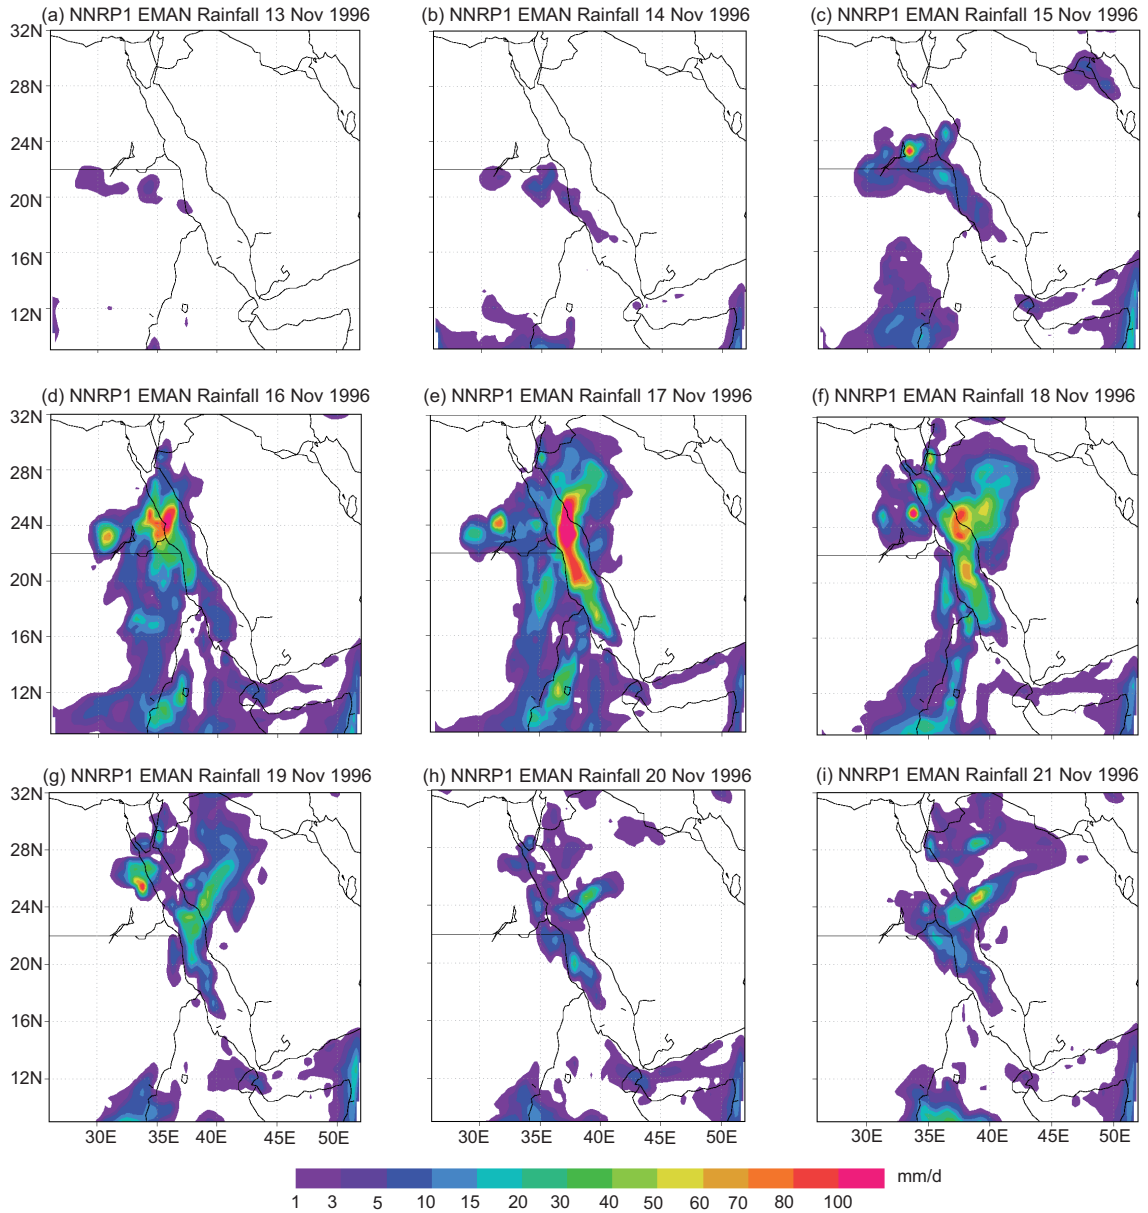 (a) NNRP1 EMAN Rainfall 13 Nov 1996
(b) NNRP1 EMAN Rainfall 14 Nov 1996
(c) NNRP1 EMAN Rainfall 15 Nov 1996
32N
28N
24N
20N
16N
12N
(d) NNRP1 EMAN Rainfall 16 Nov 1996
(e) NNRP1 EMAN Rainfall 17 Nov 1996
(f) NNRP1 EMAN Rainfall 18 Nov 1996
32N
28N
24N
20N
16N
12N
(g) NNRP1 EMAN Rainfall 19 Nov 1996
(h) NNRP1 EMAN Rainfall 20 Nov 1996
(i) NNRP1 EMAN Rainfall 21 Nov 1996
32N
28N
24N
20N
16N
12N
30E 35E 40E 45E 50E
30E 35E 40E 45E 50E
30E 35E 40E 45E 50E
mm/d
1 3 5 10 15 20 30 40 50 60 70 80 100